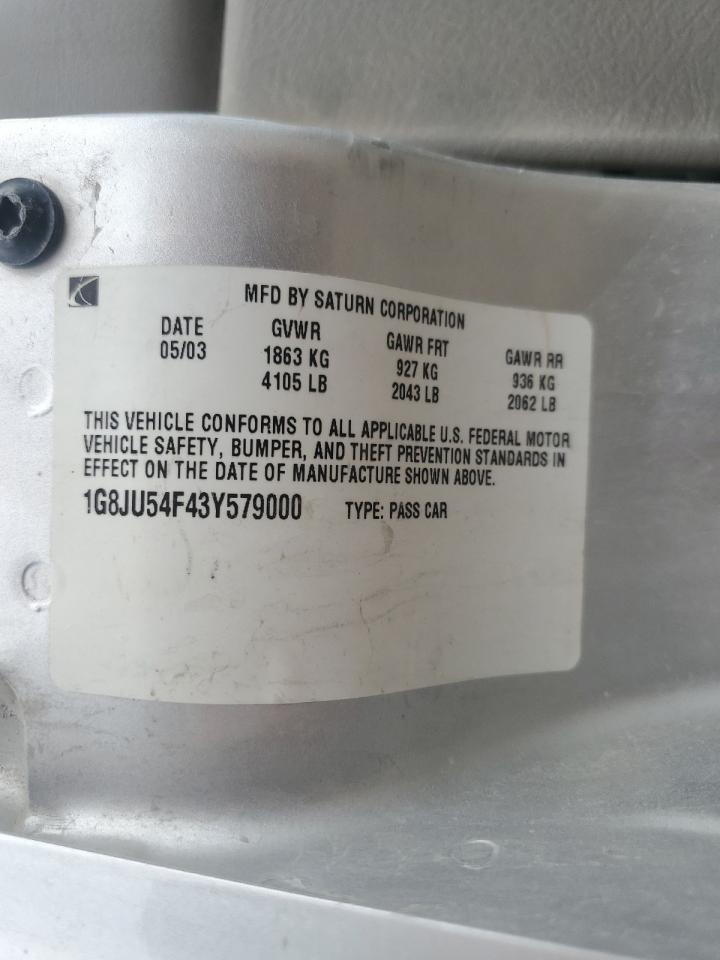 MFD BY SATURN CORPORATION
DATE GVWR GAWR FRT GAWR RR
05/03 1863 KG 927 KG 936 KG
4105 LB 2043 LB 2062 LB
THIS VEHICLE CONFORMS TO ALL APPLICABLE U.S. FEDERAL MOTOR
VEHICLE SAFETY, BUMPER, AND THEFT PREVENTION STANDARDS IN
EFFECT ON THE DATE OF MANUFACTURE SHOWN ABOVE.
1G8JU54F43Y579000 TYPE: PASS CAR